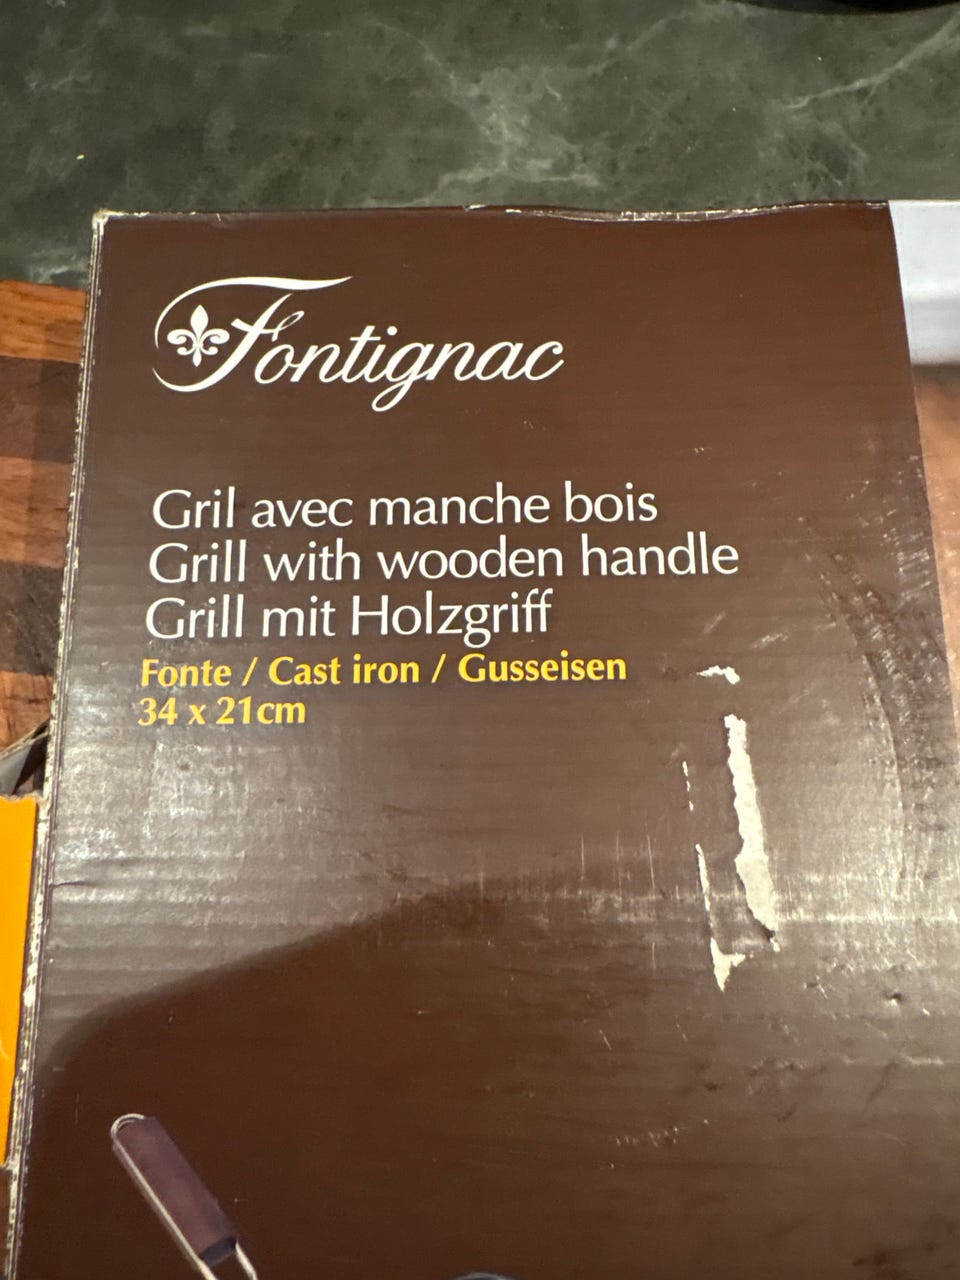 Fontignac
Gril avec manche bois
Grill with wooden handle
Grill mit Holzgriff
Fonte / Cast iron / Gusseisen
34 x 21cm